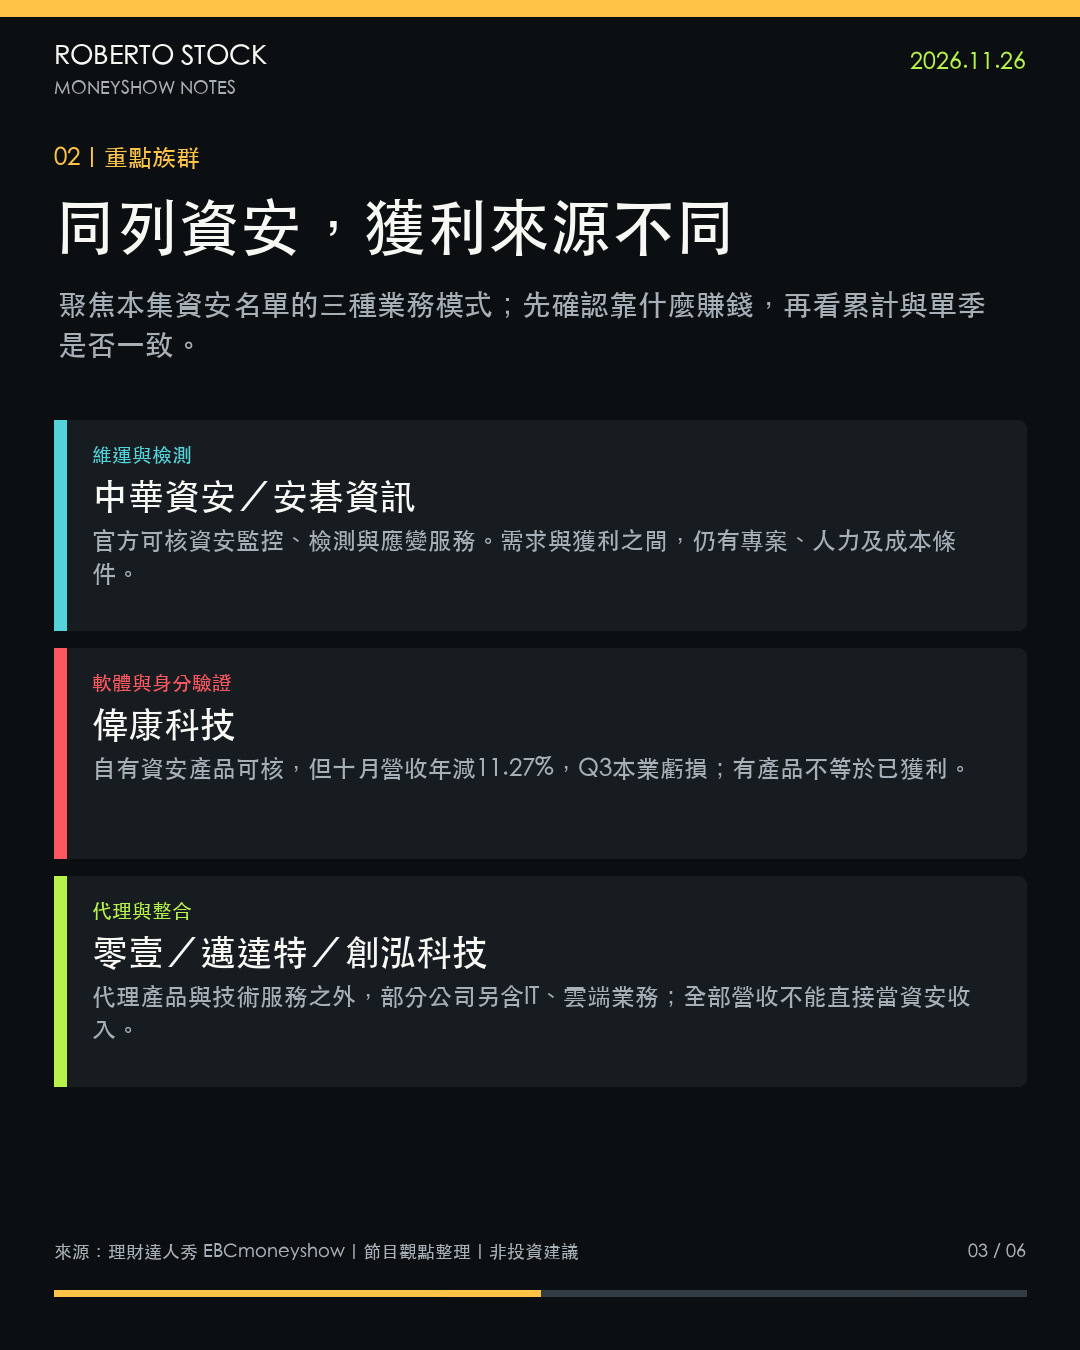 ROBERTO STOCK
MONEYSHOW NOTES
2026.11.26
02｜重點族群
同列資安，獲利來源不同
聚焦本集資安名單的三種業務模式；先確認靠什麼賺錢，再看累計與單季
是否一致。
維運與檢測
中華資安／安碁資訊
官方可核資安監控、檢測與應變服務。需求與獲利之間，仍有專案、人力及成本條
件。
軟體與身分驗證
偉康科技
自有資安產品可核，但十月營收年減11.27%，Q3本業虧損；有產品不等於已獲利。
代理與整合
零壹／邁達特／創泓科技
代理產品與技術服務之外，部分公司另含IT、雲端業務；全部營收不能直接當資安收
入。
來源：理財達人秀 EBCmoneyshow｜節目觀點整理｜非投資建議
03 / 06